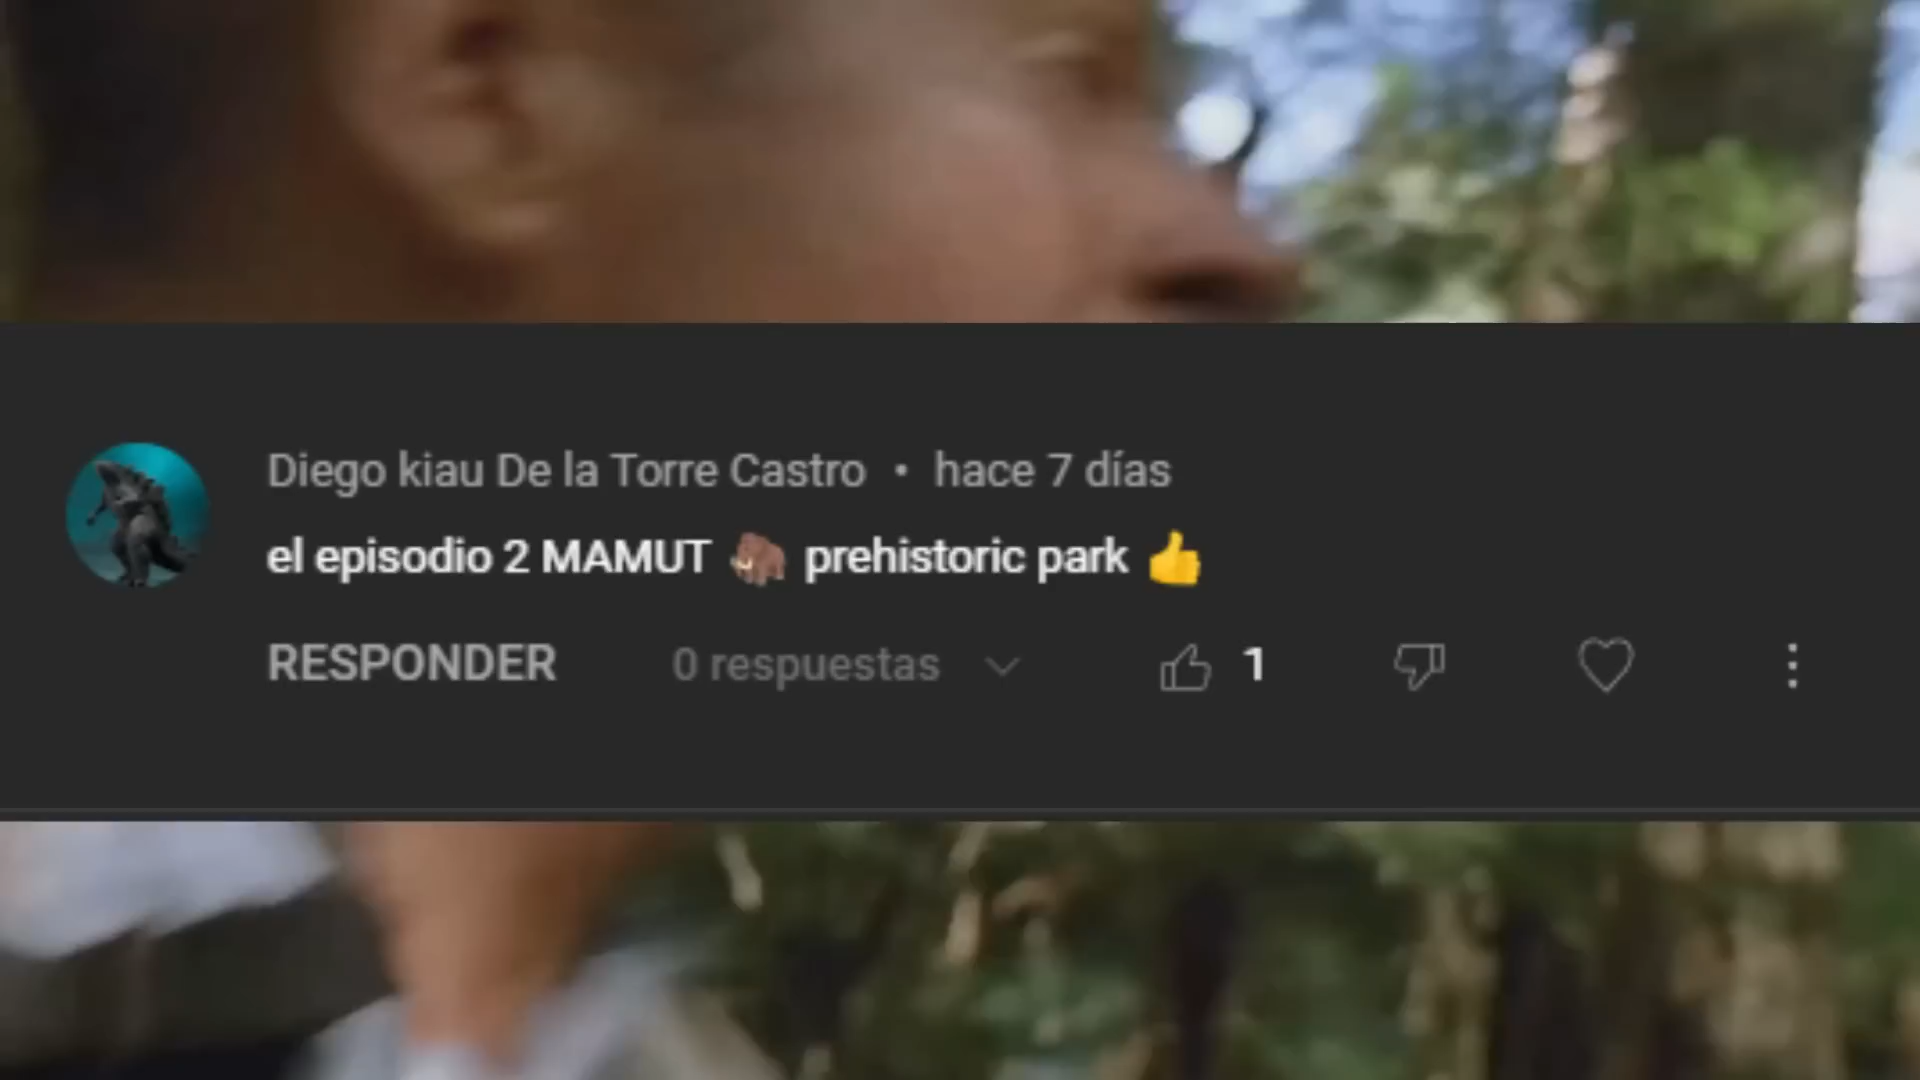 Diego kiau De la Torre Castro • hace 7 días
el episodio 2 MAMUT 🦣 prehistoric park 👍
RESPONDER 0 respuestas 1